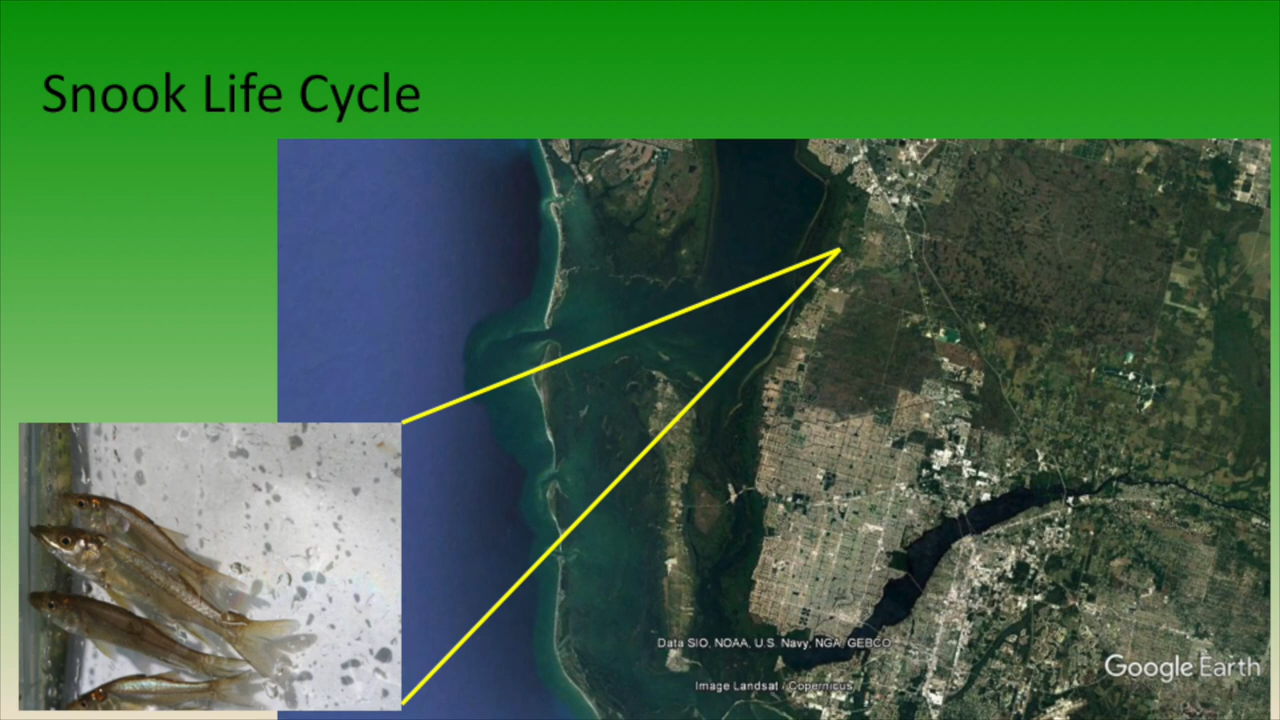 Snook Life Cycle
Data SIO, NOAA, U.S. Navy, NGA, GEBCO
Image Landsat / Copernicus
Google Earth